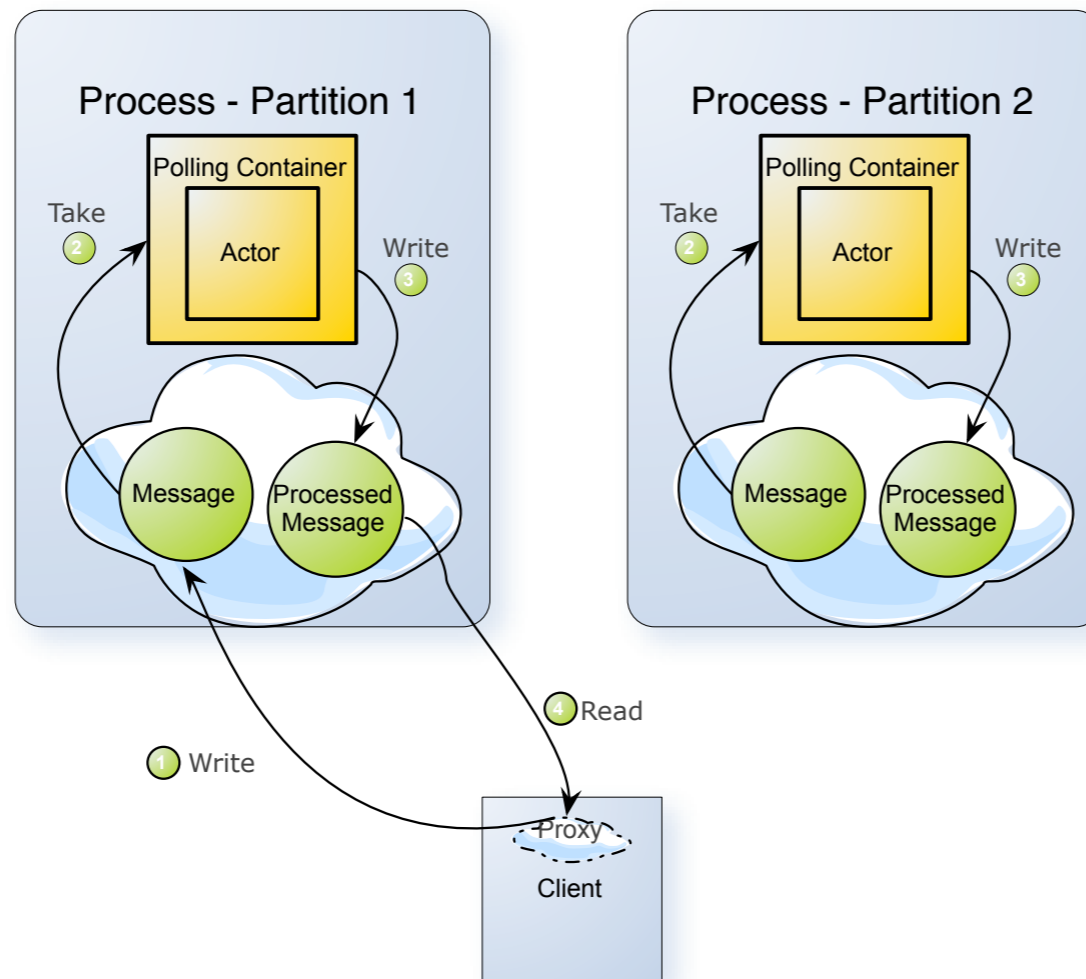 Process - Partition 1
Polling Container
Take
2
Actor
Write
3
Message
Processed
Message
Process - Partition 2
Polling Container
Take
2
Actor
Write
3
Message
Processed
Message
4 Read
1 Write
Proxy
Client